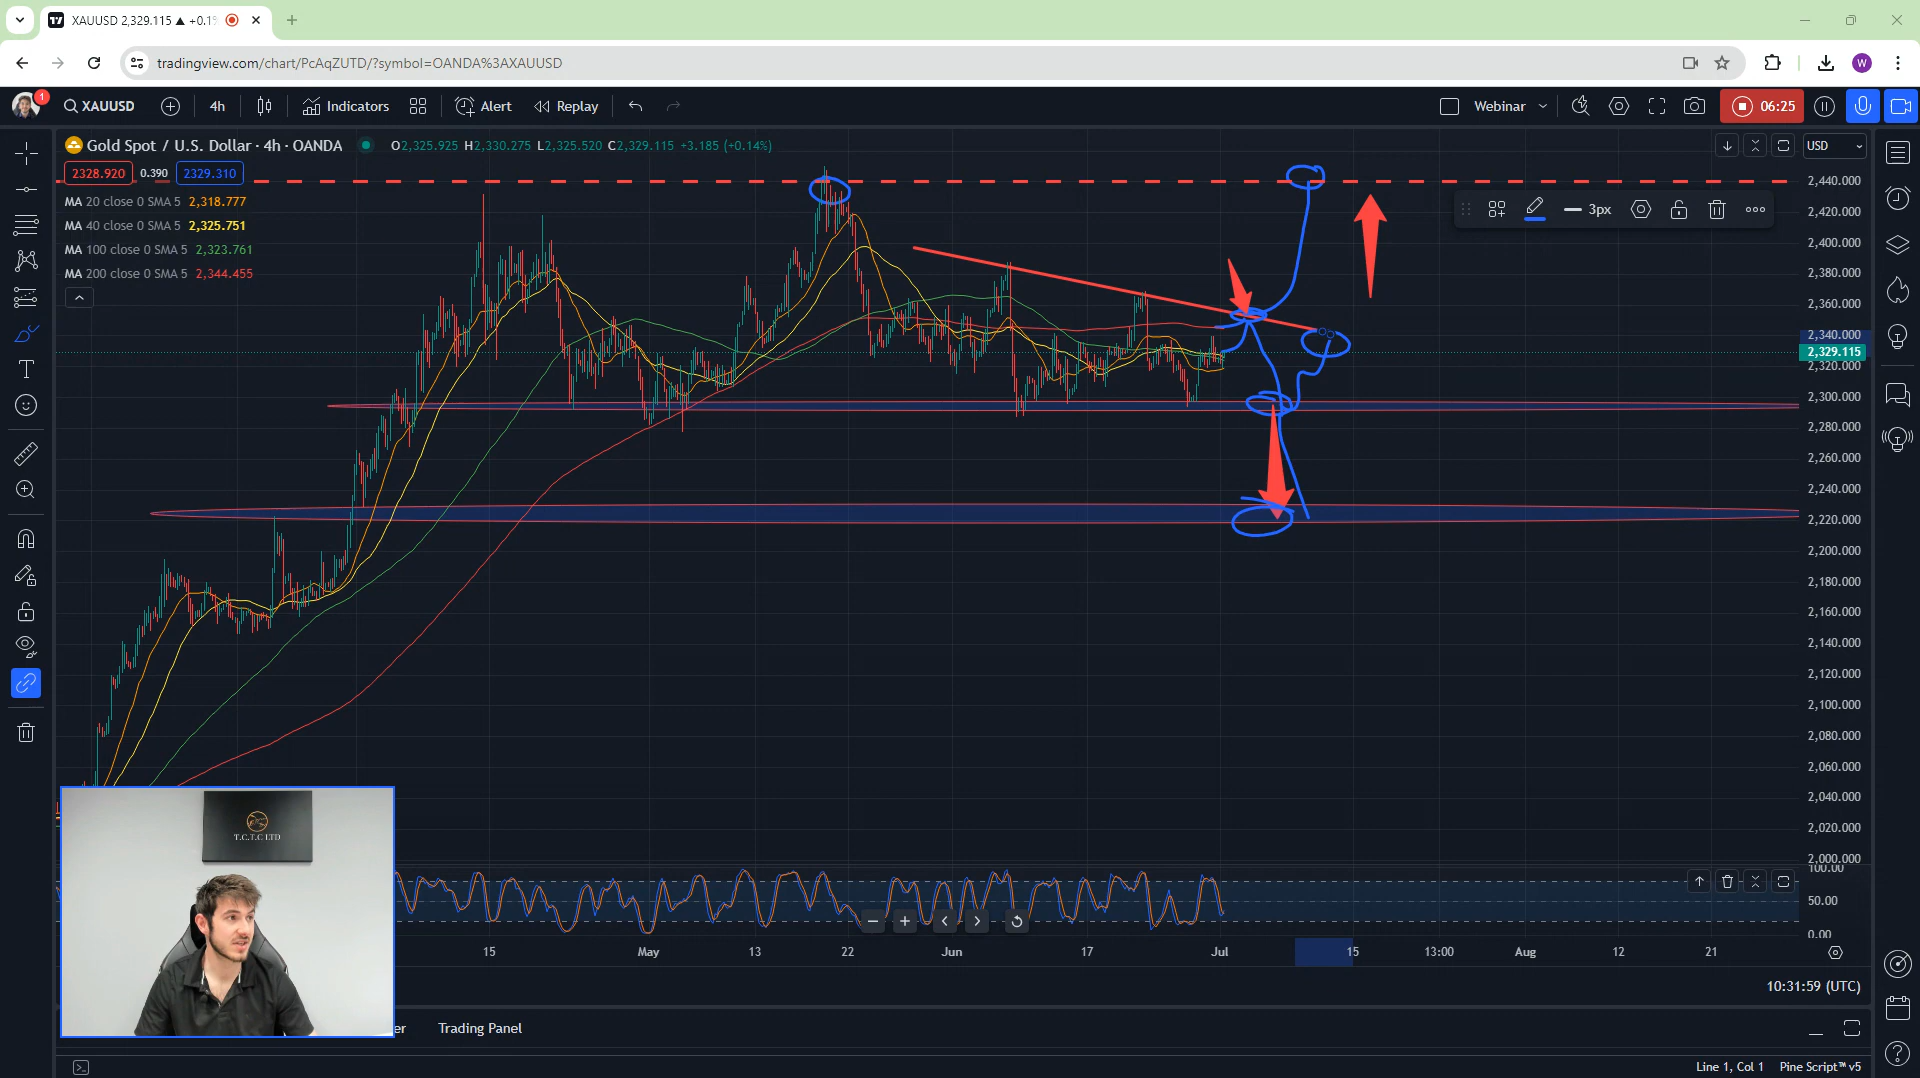 XAUUSD 2,329.115 ▲ +0.1
tradingview.com/chart/PcAqZUTD/?symbol=OANDA%3AXAUUSD
W
1
XAUUSD
4h
Indicators
Alert
Replay
Webinar
06:25
Gold Spot / U.S. Dollar · 4h · OANDA
O2,325.925 H2,330.275 L2,325.520 C2,329.115 +3.185 (+0.14%)
USD
2328.920 0.390 2329.310
MA 20 close 0 SMA 5 2,318.777
MA 40 close 0 SMA 5 2,325.751
MA 100 close 0 SMA 5 2,323.761
MA 200 close 0 SMA 5 2,344.455
3px
2,440.000
2,420.000
2,400.000
2,380.000
2,360.000
2,340.000
2,329.115
2,320.000
2,300.000
2,280.000
2,260.000
2,240.000
2,220.000
2,200.000
2,180.000
2,160.000
2,140.000
2,120.000
2,100.000
2,080.000
2,060.000
2,040.000
2,020.000
2,000.000
100.00
50.00
0.00
T.C.T.C LTD
15 May 13 22 Jun 17 Jul 15 13:00 Aug 12 21
10:31:59 (UTC)
er Trading Panel
Line 1, Col 1 Pine Script™ v5